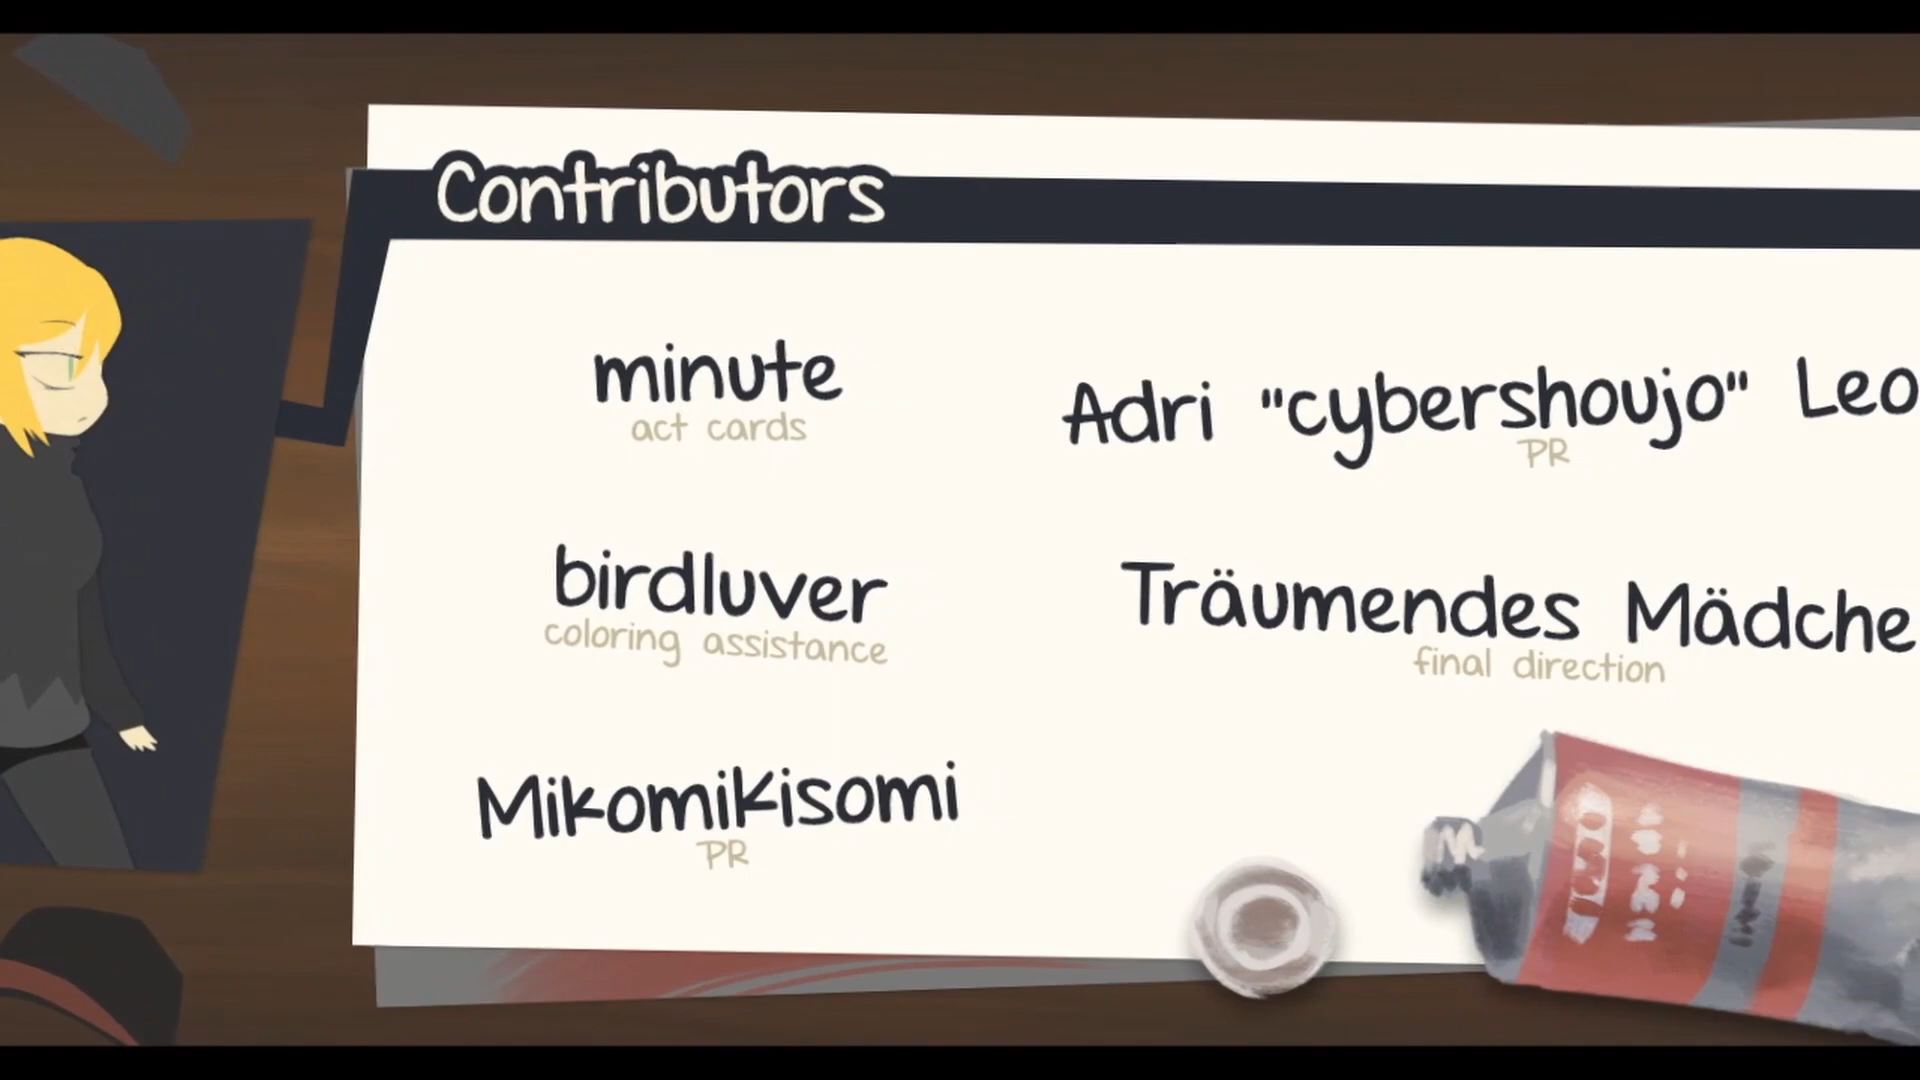 Contributors
minute
act cards
Adri "cybershoujo" Leo
PR
birdluver
coloring assistance
Träumendes Mädche
final direction
Mikomikisomi
PR